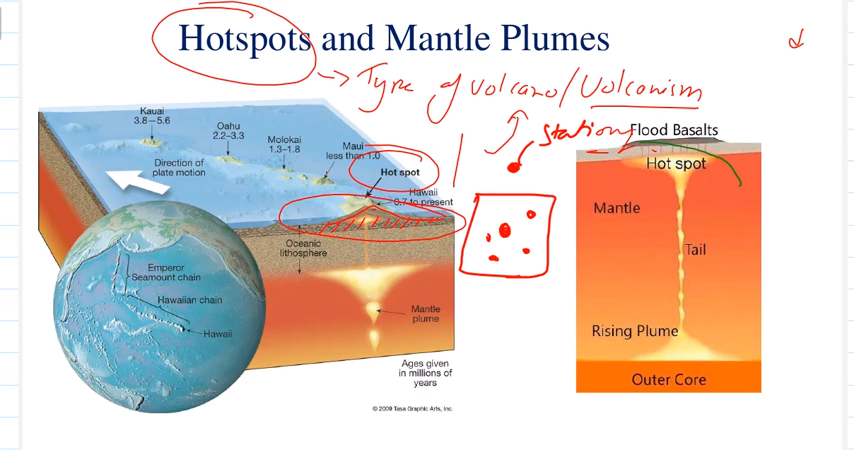 Hotspots and Mantle Plumes
Type of Volcano/Volcanism
Kauai
3.8–5.6
Oahu
2.2–3.3
Molokai
1.3–1.8
Maui
less than 1.0
Direction of
plate motion
Hot spot
Hawaii
0.7 to present
Oceanic
lithosphere
Emperor
Seamount chain
Hawaiian chain
Hawaii
Mantle
plume
Ages given
in millions of
years
© 2009 Tasa Graphic Arts, Inc.
Flood Basalts
Hot spot
Mantle
Tail
Rising Plume
Outer Core